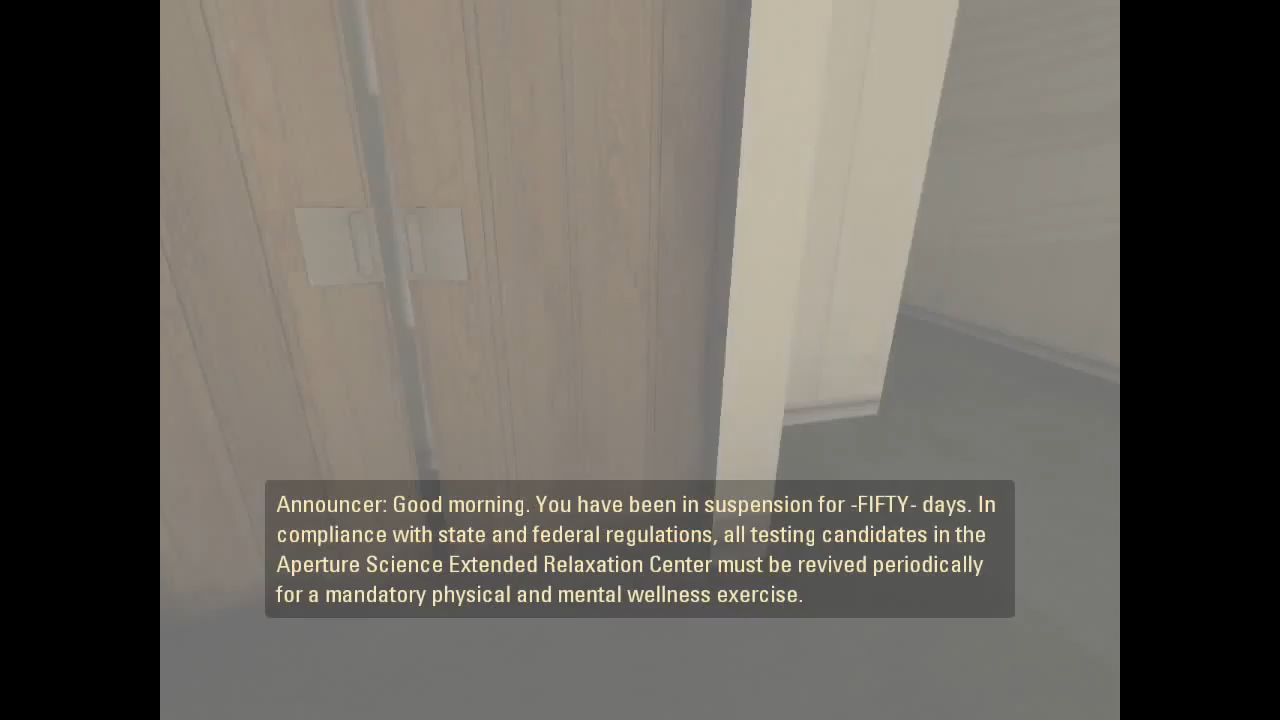 Announcer: Good morning. You have been in suspension for -FIFTY- days. In
compliance with state and federal regulations, all testing candidates in the
Aperture Science Extended Relaxation Center must be revived periodically
for a mandatory physical and mental wellness exercise.